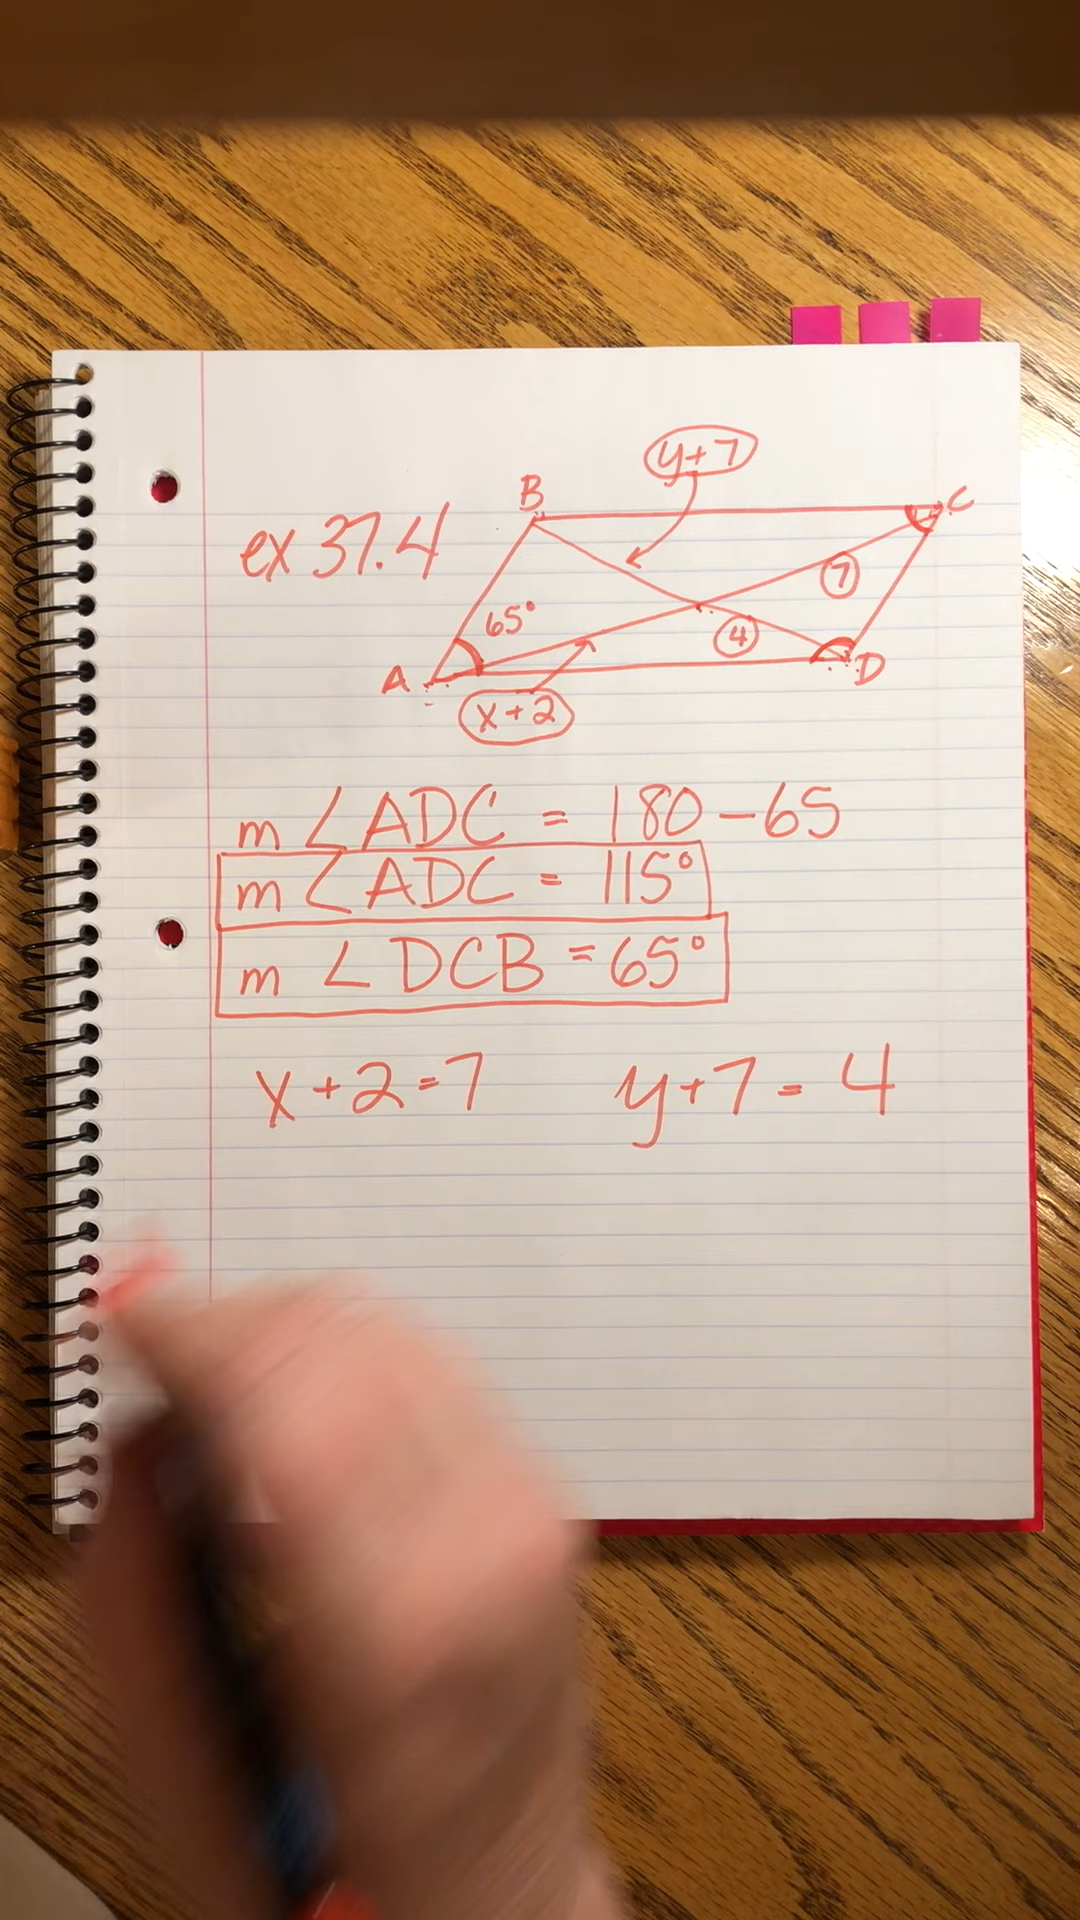 y+7
B
C
ex 37.4
7
65°
4
A
D
x+2
m ∠ADC = 180-65
m ∠ADC = 115°
m ∠DCB = 65°
x+2=7 y+7=4